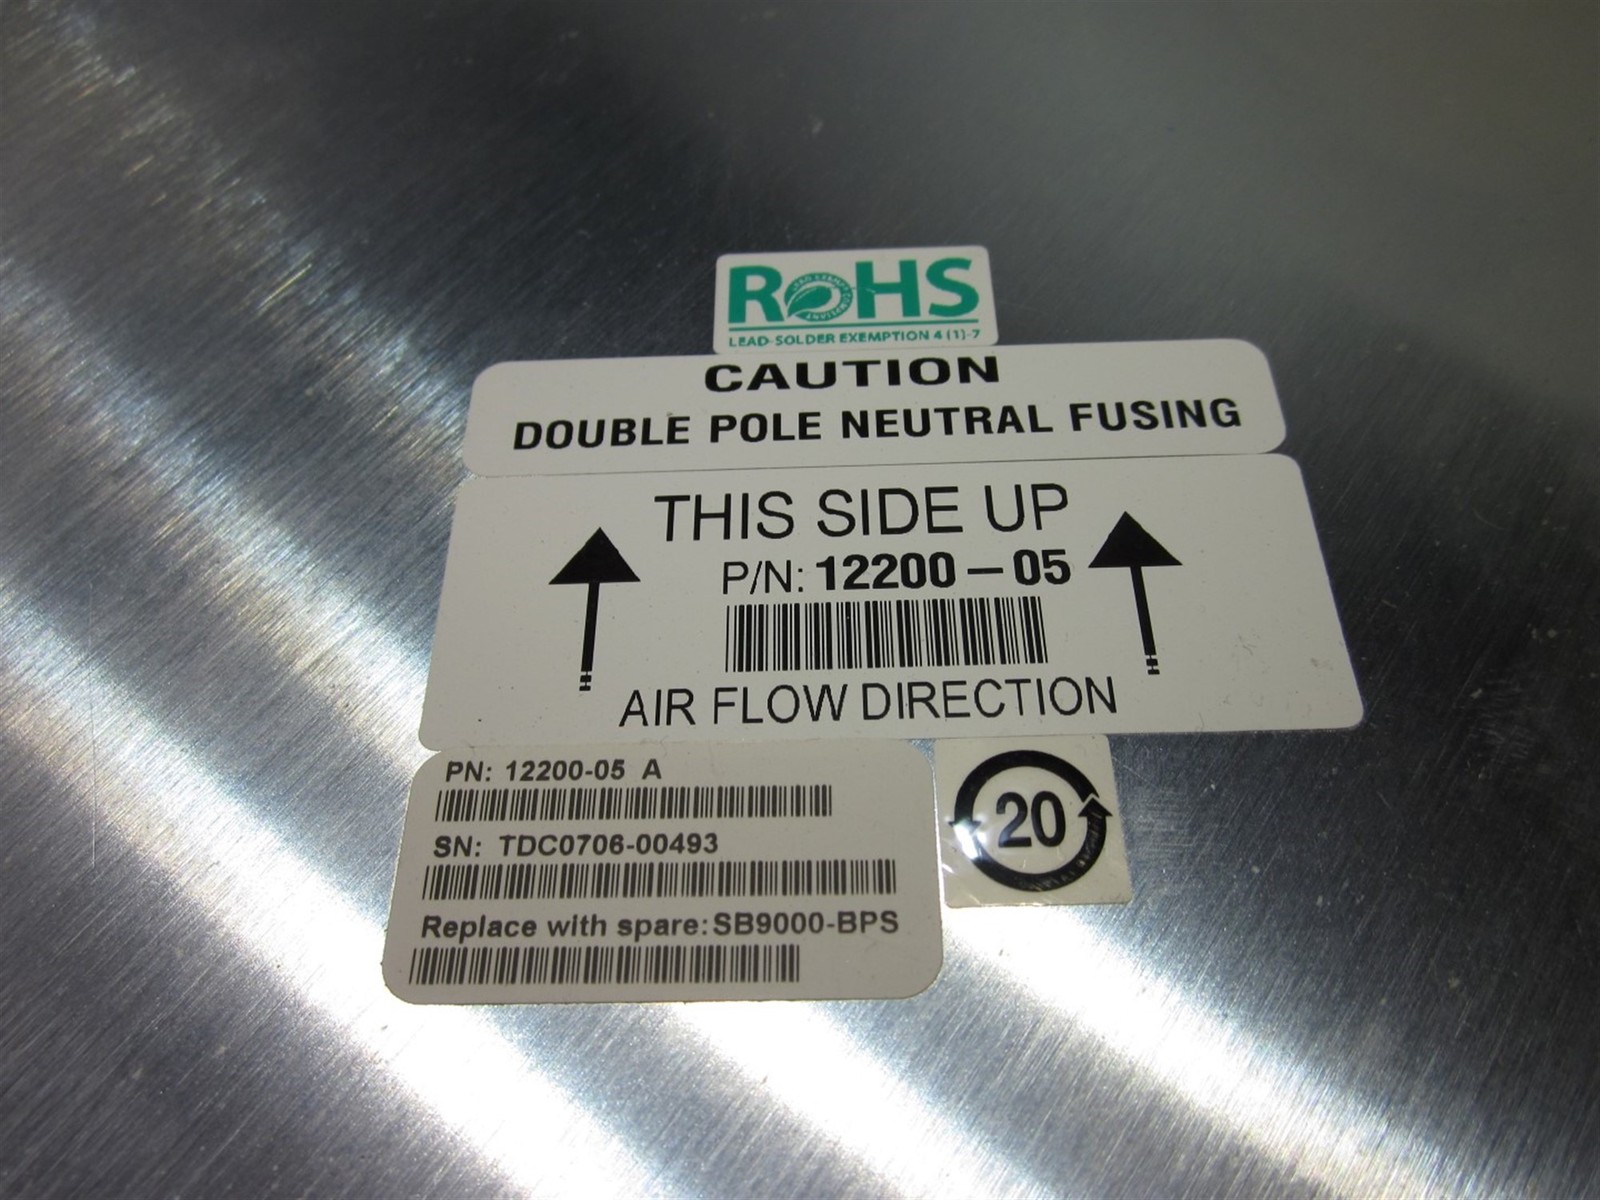 RoHS
LEAD-SOLDER EXEMPTION 4 (1)-7
CAUTION
DOUBLE POLE NEUTRAL FUSING
THIS SIDE UP
P/N: 12200-05
AIR FLOW DIRECTION
PN: 12200-05 A
SN: TDC0706-00493
Replace with spare: SB9000-BPS
20